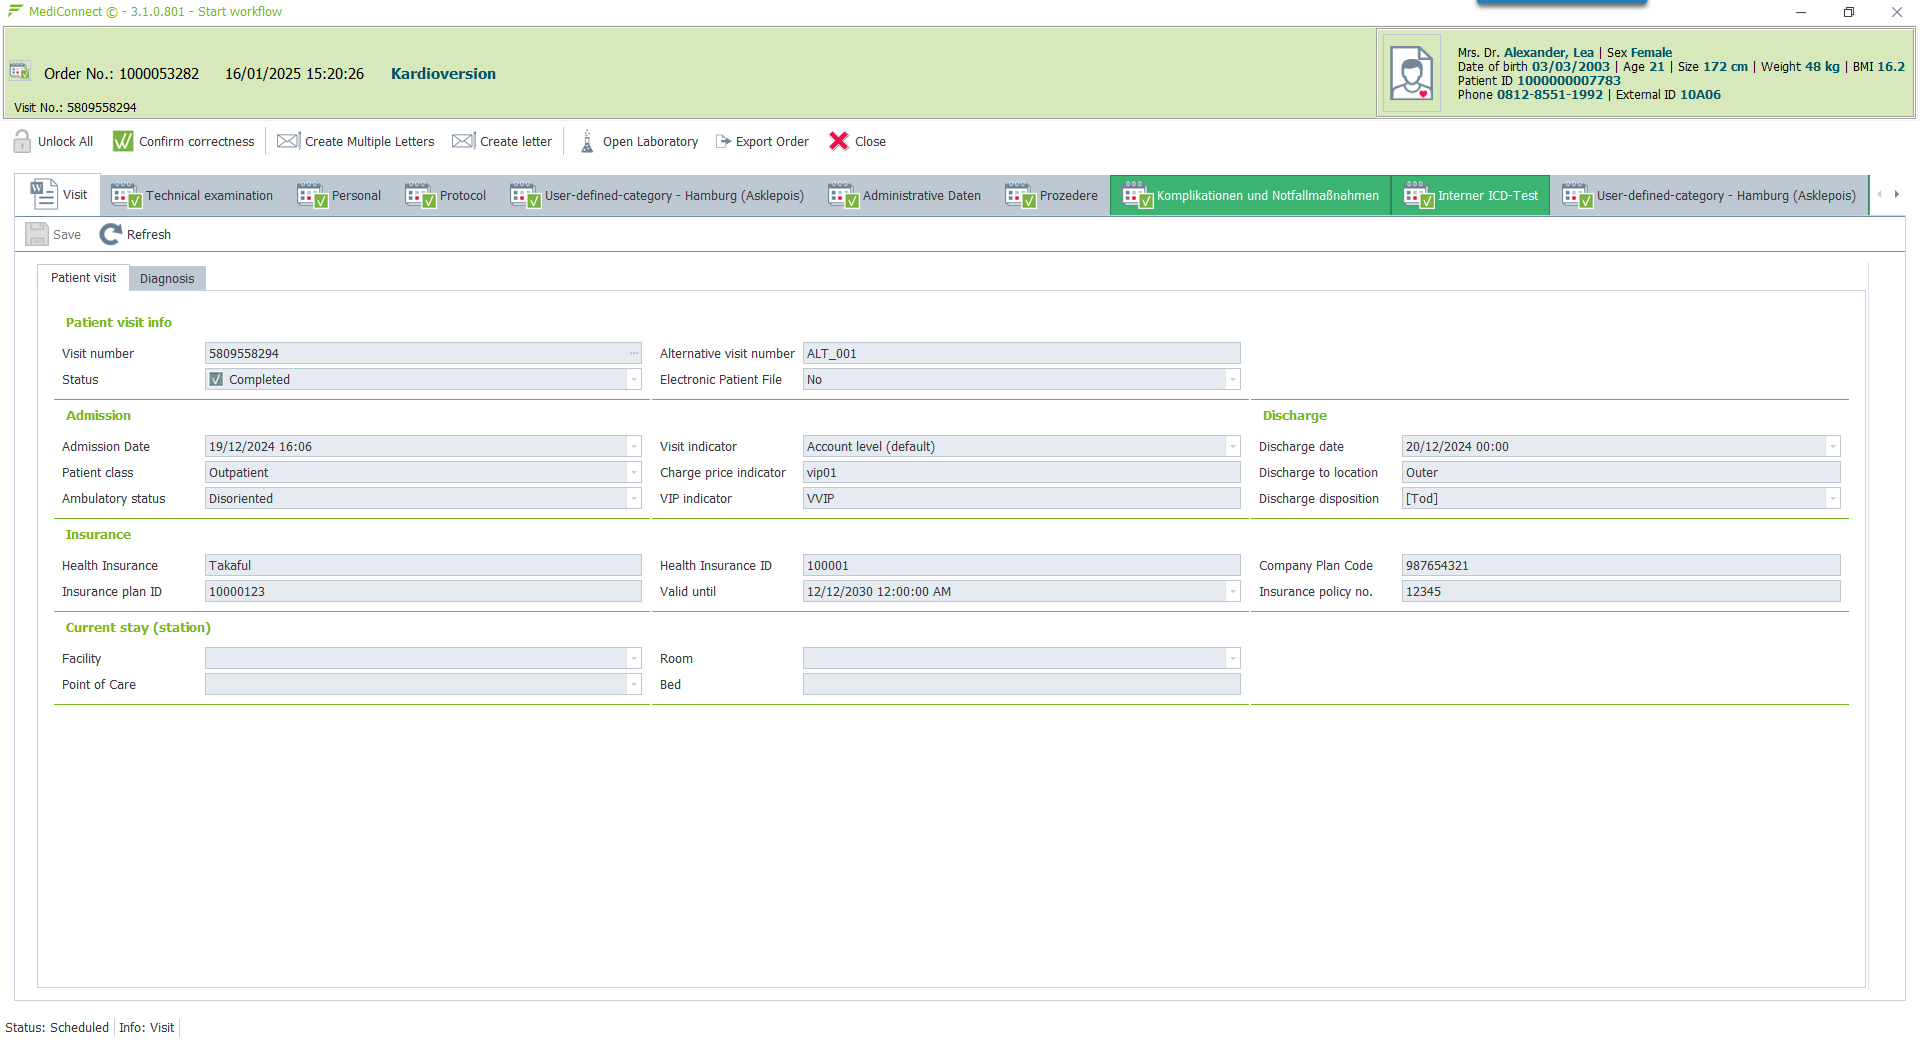 MediConnect © - 3.1.0.801 - Start workflow
Order No.: 1000053282 16/01/2025 15:20:26 Kardioversion
Visit No.: 5809558294
Mrs. Dr. Alexander, Lea | Sex Female
Date of birth 03/03/2003 | Age 21 | Size 172 cm | Weight 48 kg | BMI 16.2
Patient ID 1000000007783
Phone 0812-8551-1992 | External ID 10A06
Unlock All Confirm correctness Create Multiple Letters Create letter Open Laboratory Export Order Close
Visit Technical examination Personal Protocol User-defined-category - Hamburg (Asklepois) Administrative Daten Prozedere Komplikationen und Notfallmaßnahmen Interner ICD-Test User-defined-category - Hamburg (Asklepois)
Save Refresh
Patient visit Diagnosis
Patient visit info
Visit number 5809558294 ... Alternative visit number ALT_001
Status Completed Electronic Patient File No
Admission Discharge
Admission Date 19/12/2024 16:06 Visit indicator Account level (default) Discharge date 20/12/2024 00:00
Patient class Outpatient Charge price indicator vip01 Discharge to location Outer
Ambulatory status Disoriented VIP indicator VVIP Discharge disposition [Tod]
Insurance
Health Insurance Takaful Health Insurance ID 100001 Company Plan Code 987654321
Insurance plan ID 10000123 Valid until 12/12/2030 12:00:00 AM Insurance policy no. 12345
Current stay (station)
Facility Room
Point of Care Bed
Status: Scheduled Info: Visit